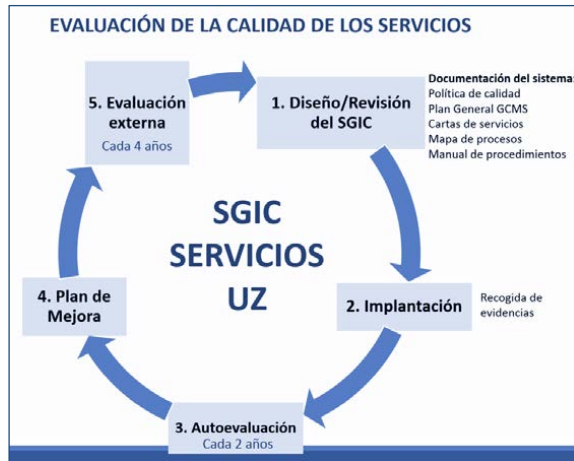 EVALUACIÓN DE LA CALIDAD DE LOS SERVICIOS
5. Evaluación
externa
Cada 4 años
1. Diseño/Revisión
del SGIC
Documentación del sistema:
Política de calidad
Plan General GCMS
Cartas de servicios
Mapa de procesos
Manual de procedimientos
SGIC
SERVICIOS
UZ
4. Plan de
Mejora
2. Implantación
Recogida de
evidencias
3. Autoevaluación
Cada 2 años